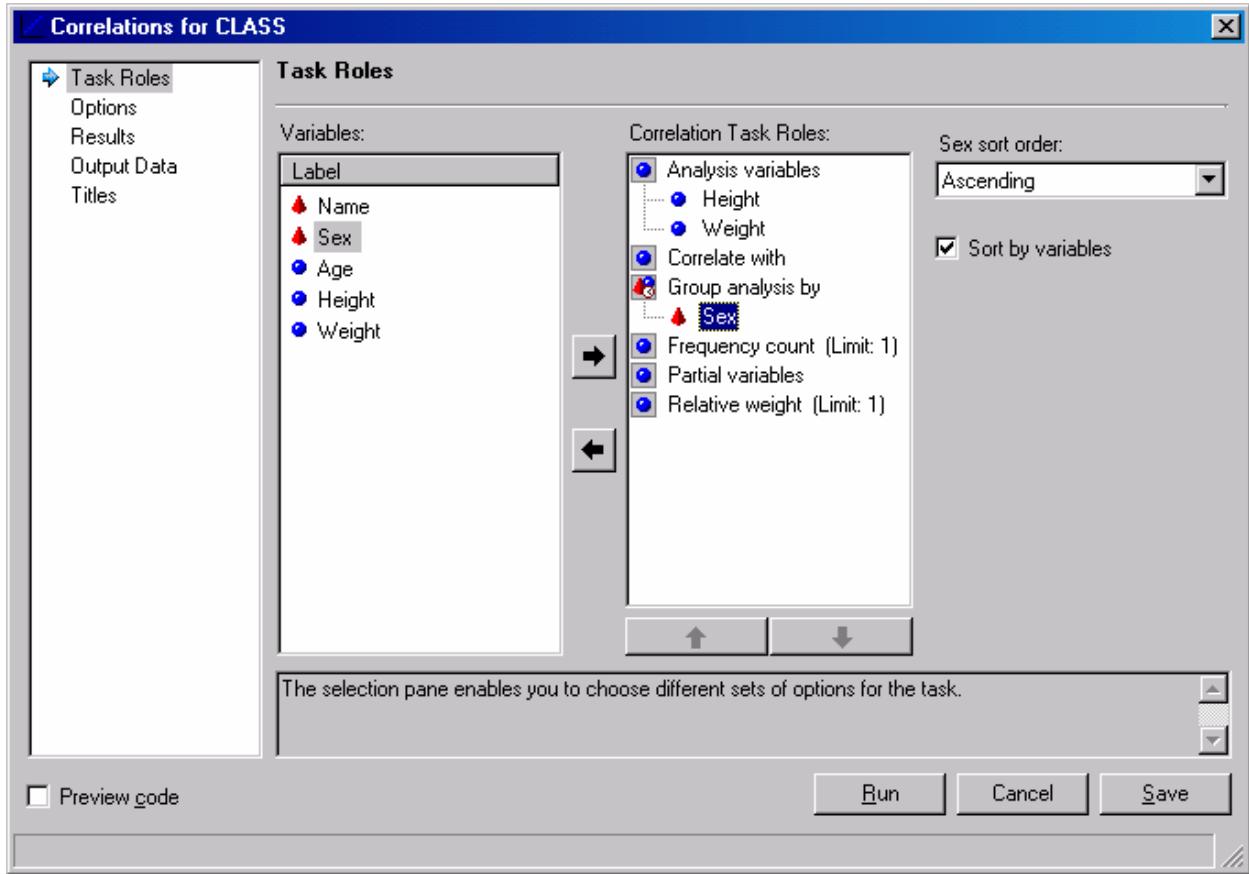 Correlations for CLASS
Task Roles
Options
Results
Output Data
Titles
Task Roles
Variables:
Label
Name
Sex
Age
Height
Weight
Correlation Task Roles:
Analysis variables
Height
Weight
Correlate with
Group analysis by
Sex
Frequency count (Limit: 1)
Partial variables
Relative weight (Limit: 1)
Sex sort order:
Ascending
Sort by variables
The selection pane enables you to choose different sets of options for the task.
Preview code
Run
Cancel
Save